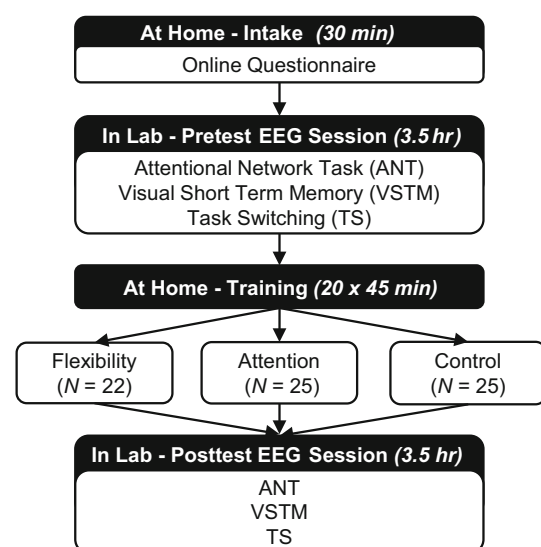 At Home - Intake (30 min)
Online Questionnaire
In Lab - Pretest EEG Session (3.5 hr)
Attentional Network Task (ANT)
Visual Short Term Memory (VSTM)
Task Switching (TS)
At Home - Training (20 x 45 min)
Flexibility
(N = 22)
Attention
(N = 25)
Control
(N = 25)
In Lab - Posttest EEG Session (3.5 hr)
ANT
VSTM
TS